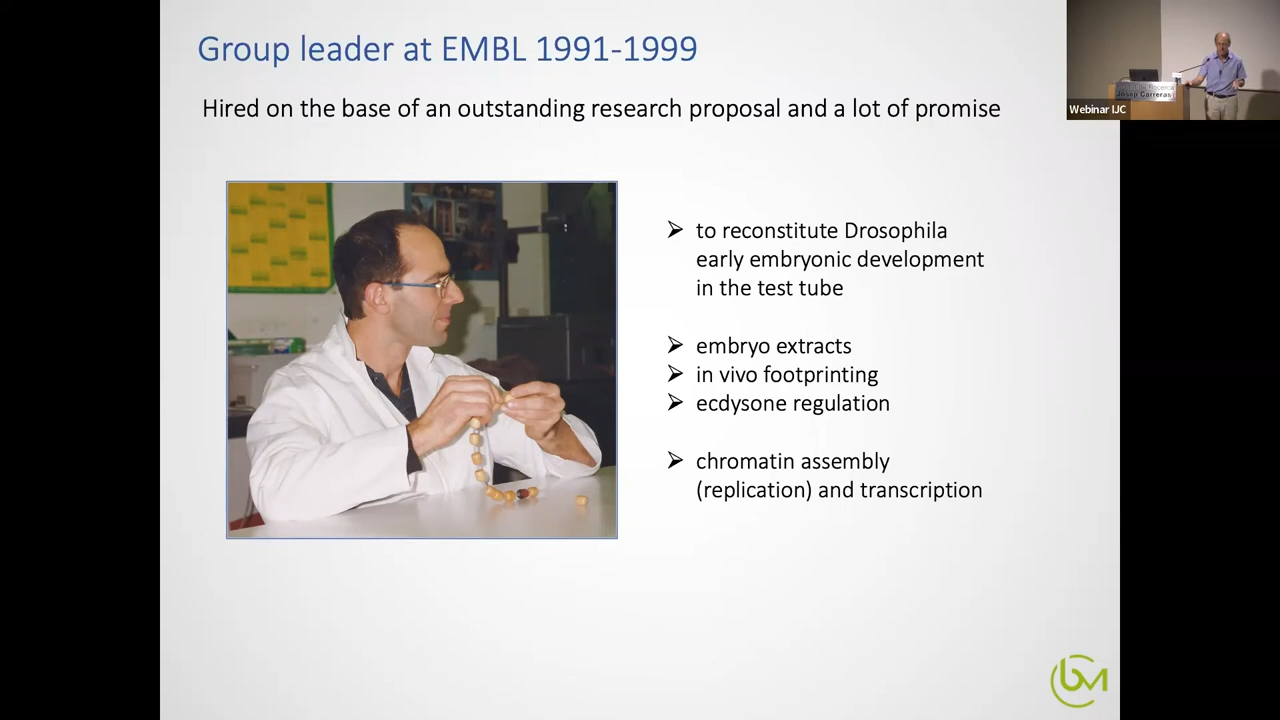 Group leader at EMBL 1991-1999
Hired on the base of an outstanding research proposal and a lot of promise
to reconstitute Drosophila
early embryonic development
in the test tube
embryo extracts
in vivo footprinting
ecdysone regulation
chromatin assembly
(replication) and transcription
Josep Carreras
Webinar IJC